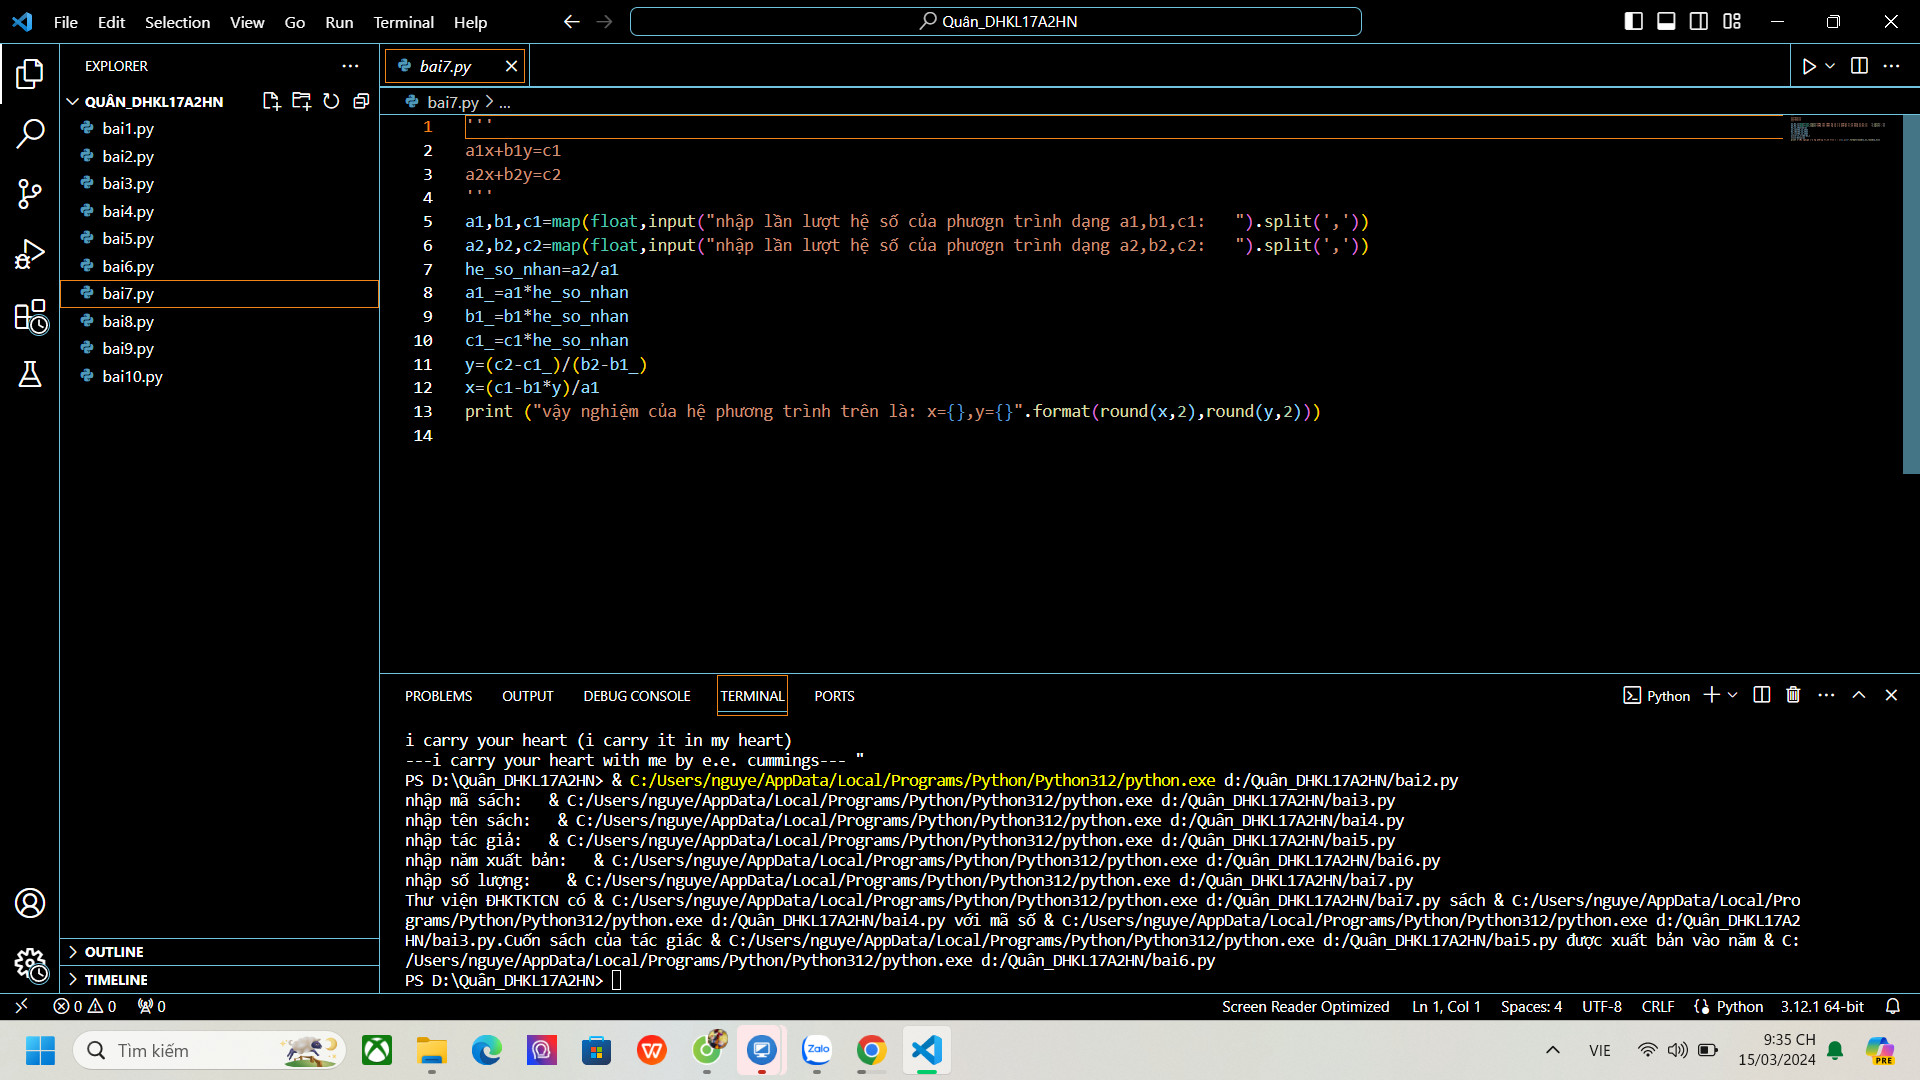 File Edit Selection View Go Run Terminal Help
Quân_DHKL17A2HN
EXPLORER
QUÂN_DHKL17A2HN
bai1.py
bai2.py
bai3.py
bai4.py
bai5.py
bai6.py
bai7.py
bai8.py
bai9.py
bai10.py
OUTLINE
TIMELINE
bai7.py
bai7.py > ...
1 '''
2 a1x+b1y=c1
3 a2x+b2y=c2
4 '''
5 a1,b1,c1=map(float,input("nhập lần lượt hệ số của phươgn trình dạng a1,b1,c1:   ").split(','))
6 a2,b2,c2=map(float,input("nhập lần lượt hệ số của phươgn trình dạng a2,b2,c2:   ").split(','))
7 he_so_nhan=a2/a1
8 a1_=a1*he_so_nhan
9 b1_=b1*he_so_nhan
10 c1_=c1*he_so_nhan
11 y=(c2-c1_)/(b2-b1_)
12 x=(c1-b1*y)/a1
13 print ("vậy nghiệm của hệ phương trình trên là: x={},y={}".format(round(x,2),round(y,2)))
14
PROBLEMS OUTPUT DEBUG CONSOLE TERMINAL PORTS
Python
i carry your heart (i carry it in my heart)
---i carry your heart with me by e.e. cummings--- "
PS D:\Quân_DHKL17A2HN> & C:/Users/nguye/AppData/Local/Programs/Python/Python312/python.exe d:/Quân_DHKL17A2HN/bai2.py
nhập mã sách:   & C:/Users/nguye/AppData/Local/Programs/Python/Python312/python.exe d:/Quân_DHKL17A2HN/bai3.py
nhập tên sách:   & C:/Users/nguye/AppData/Local/Programs/Python/Python312/python.exe d:/Quân_DHKL17A2HN/bai4.py
nhập tác giả:   & C:/Users/nguye/AppData/Local/Programs/Python/Python312/python.exe d:/Quân_DHKL17A2HN/bai5.py
nhập năm xuất bản:   & C:/Users/nguye/AppData/Local/Programs/Python/Python312/python.exe d:/Quân_DHKL17A2HN/bai6.py
nhập số lượng:    & C:/Users/nguye/AppData/Local/Programs/Python/Python312/python.exe d:/Quân_DHKL17A2HN/bai7.py
Thư viện ĐHKTKTCN có & C:/Users/nguye/AppData/Local/Programs/Python/Python312/python.exe d:/Quân_DHKL17A2HN/bai7.py sách & C:/Users/nguye/AppData/Local/Pro
grams/Python/Python312/python.exe d:/Quân_DHKL17A2HN/bai4.py với mã số & C:/Users/nguye/AppData/Local/Programs/Python/Python312/python.exe d:/Quân_DHKL17A2
HN/bai3.py.Cuốn sách của tác giác & C:/Users/nguye/AppData/Local/Programs/Python/Python312/python.exe d:/Quân_DHKL17A2HN/bai5.py được xuất bản vào năm & C:
/Users/nguye/AppData/Local/Programs/Python/Python312/python.exe d:/Quân_DHKL17A2HN/bai6.py
PS D:\Quân_DHKL17A2HN>
0 0 0
Screen Reader Optimized Ln 1, Col 1 Spaces: 4 UTF-8 CRLF Python 3.12.1 64-bit
Tìm kiếm
Zalo
VIE
9:35 CH
15/03/2024
PRE